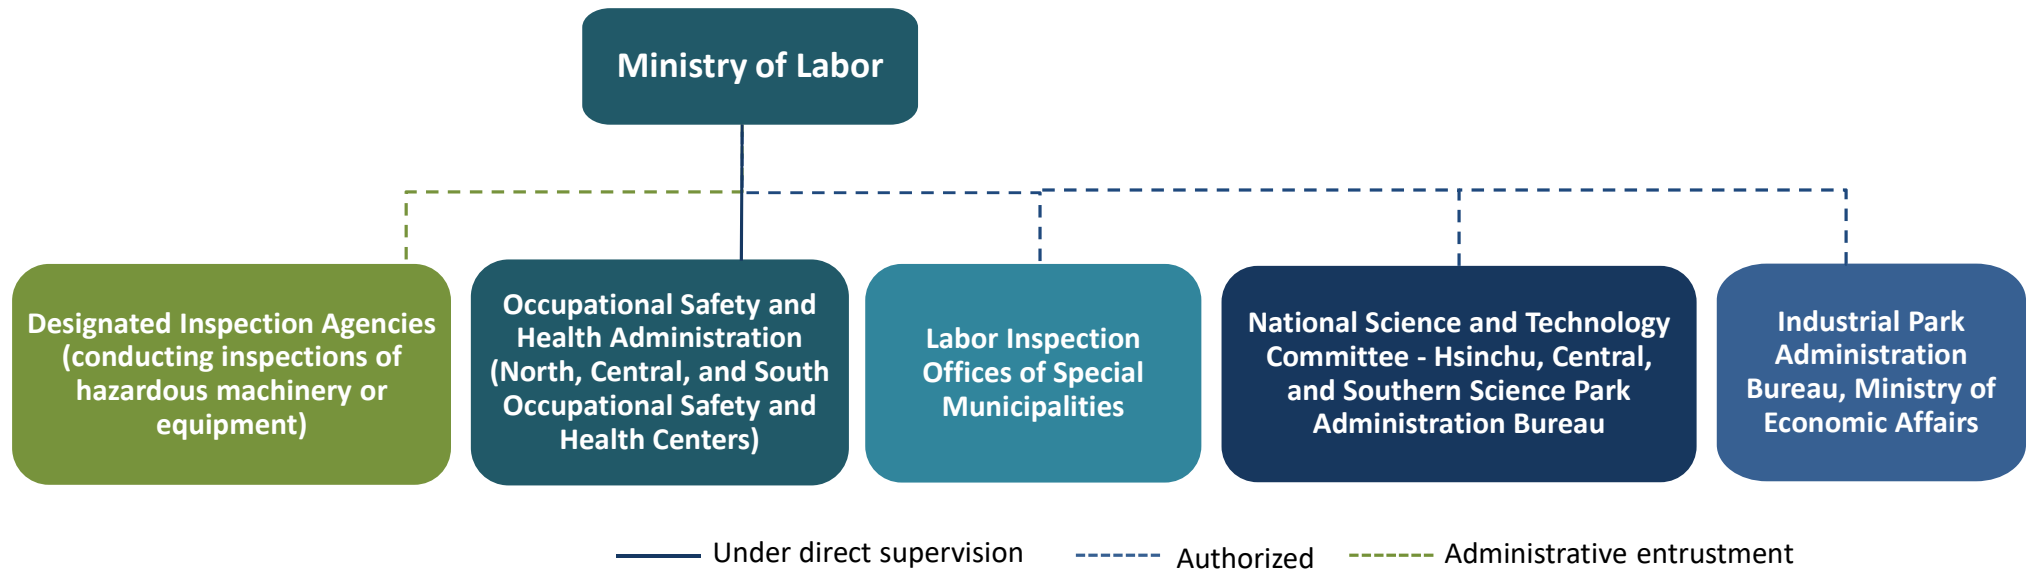 Ministry of Labor
Designated Inspection Agencies
(conducting inspections of
hazardous machinery or
equipment)
Occupational Safety and
Health Administration
(North, Central, and South
Occupational Safety and
Health Centers)
Labor Inspection
Offices of Special
Municipalities
National Science and Technology
Committee - Hsinchu, Central,
and Southern Science Park
Administration Bureau
Industrial Park
Administration
Bureau, Ministry of
Economic Affairs
Under direct supervision
Authorized
Administrative entrustment